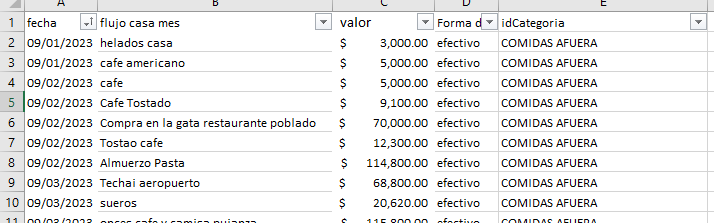 A B C D E
1 fecha flujo casa mes valor Forma d idCategoria
2 09/01/2023 helados casa $ 3,000.00 efectivo COMIDAS AFUERA
3 09/01/2023 cafe americano $ 5,000.00 efectivo COMIDAS AFUERA
4 09/02/2023 cafe $ 5,000.00 efectivo COMIDAS AFUERA
5 09/02/2023 Cafe Tostado $ 9,100.00 efectivo COMIDAS AFUERA
6 09/02/2023 Compra en la gata restaurante poblado $ 70,000.00 efectivo COMIDAS AFUERA
7 09/02/2023 Tostao cafe $ 12,300.00 efectivo COMIDAS AFUERA
8 09/02/2023 Almuerzo Pasta $ 114,800.00 efectivo COMIDAS AFUERA
9 09/03/2023 Techai aeropuerto $ 68,800.00 efectivo COMIDAS AFUERA
10 09/03/2023 sueros $ 20,620.00 efectivo COMIDAS AFUERA
11 09/03/2023 cafe y camisa $ 115,800.00 efectivo COMIDAS AFUERA